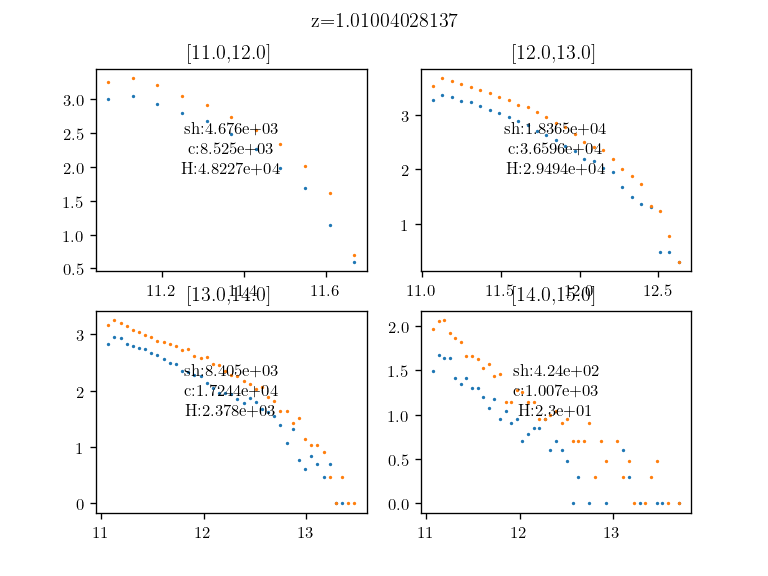 z=1.01004028137
[11.0,12.0]
[12.0,13.0]
3.0
2.5
2.0
1.5
1.0
0.5
sh:4.676e+03
c:8.525e+03
H:4.8227e+04
11.2
11.4
11.6
3
2
1
sh:1.8365e+04
c:3.6596e+04
H:2.9494e+04
11.0
11.5
12.0
12.5
[13.0,14.0]
[14.0,15.0]
3
2
1
0
sh:8.405e+03
c:1.7244e+04
H:2.378e+03
11
12
13
2.0
1.5
1.0
0.5
0.0
sh:4.24e+02
c:1.007e+03
H:2.3e+01
11
12
13